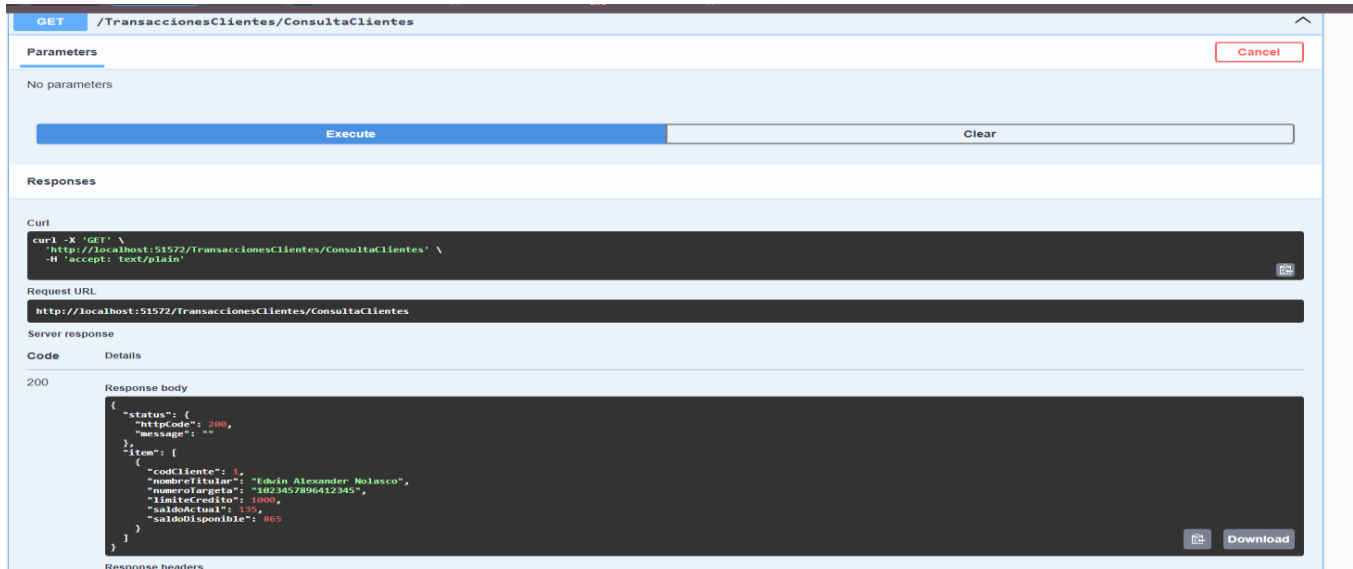 GET /TransaccionesClientes/ConsultaClientes
Parameters
Cancel
No parameters
Execute
Clear
Responses
Curl
curl -X 'GET' \
'http://localhost:51572/TransaccionesClientes/ConsultaClientes' \
-H 'accept: text/plain'
Request URL
http://localhost:51572/TransaccionesClientes/ConsultaClientes
Server response
Code Details
200
Response body
{
"status": {
"httpCode": 200,
"message": ""
},
"item": [
{
"codCliente": 1,
"nombreTitular": "Edwin Alexander Nolasco",
"numeroTargeta": "1023457896412345",
"limiteCredito": 1000,
"saldoActual": 135,
"saldoDisponible": 865
}
]
}
Download
Response headers